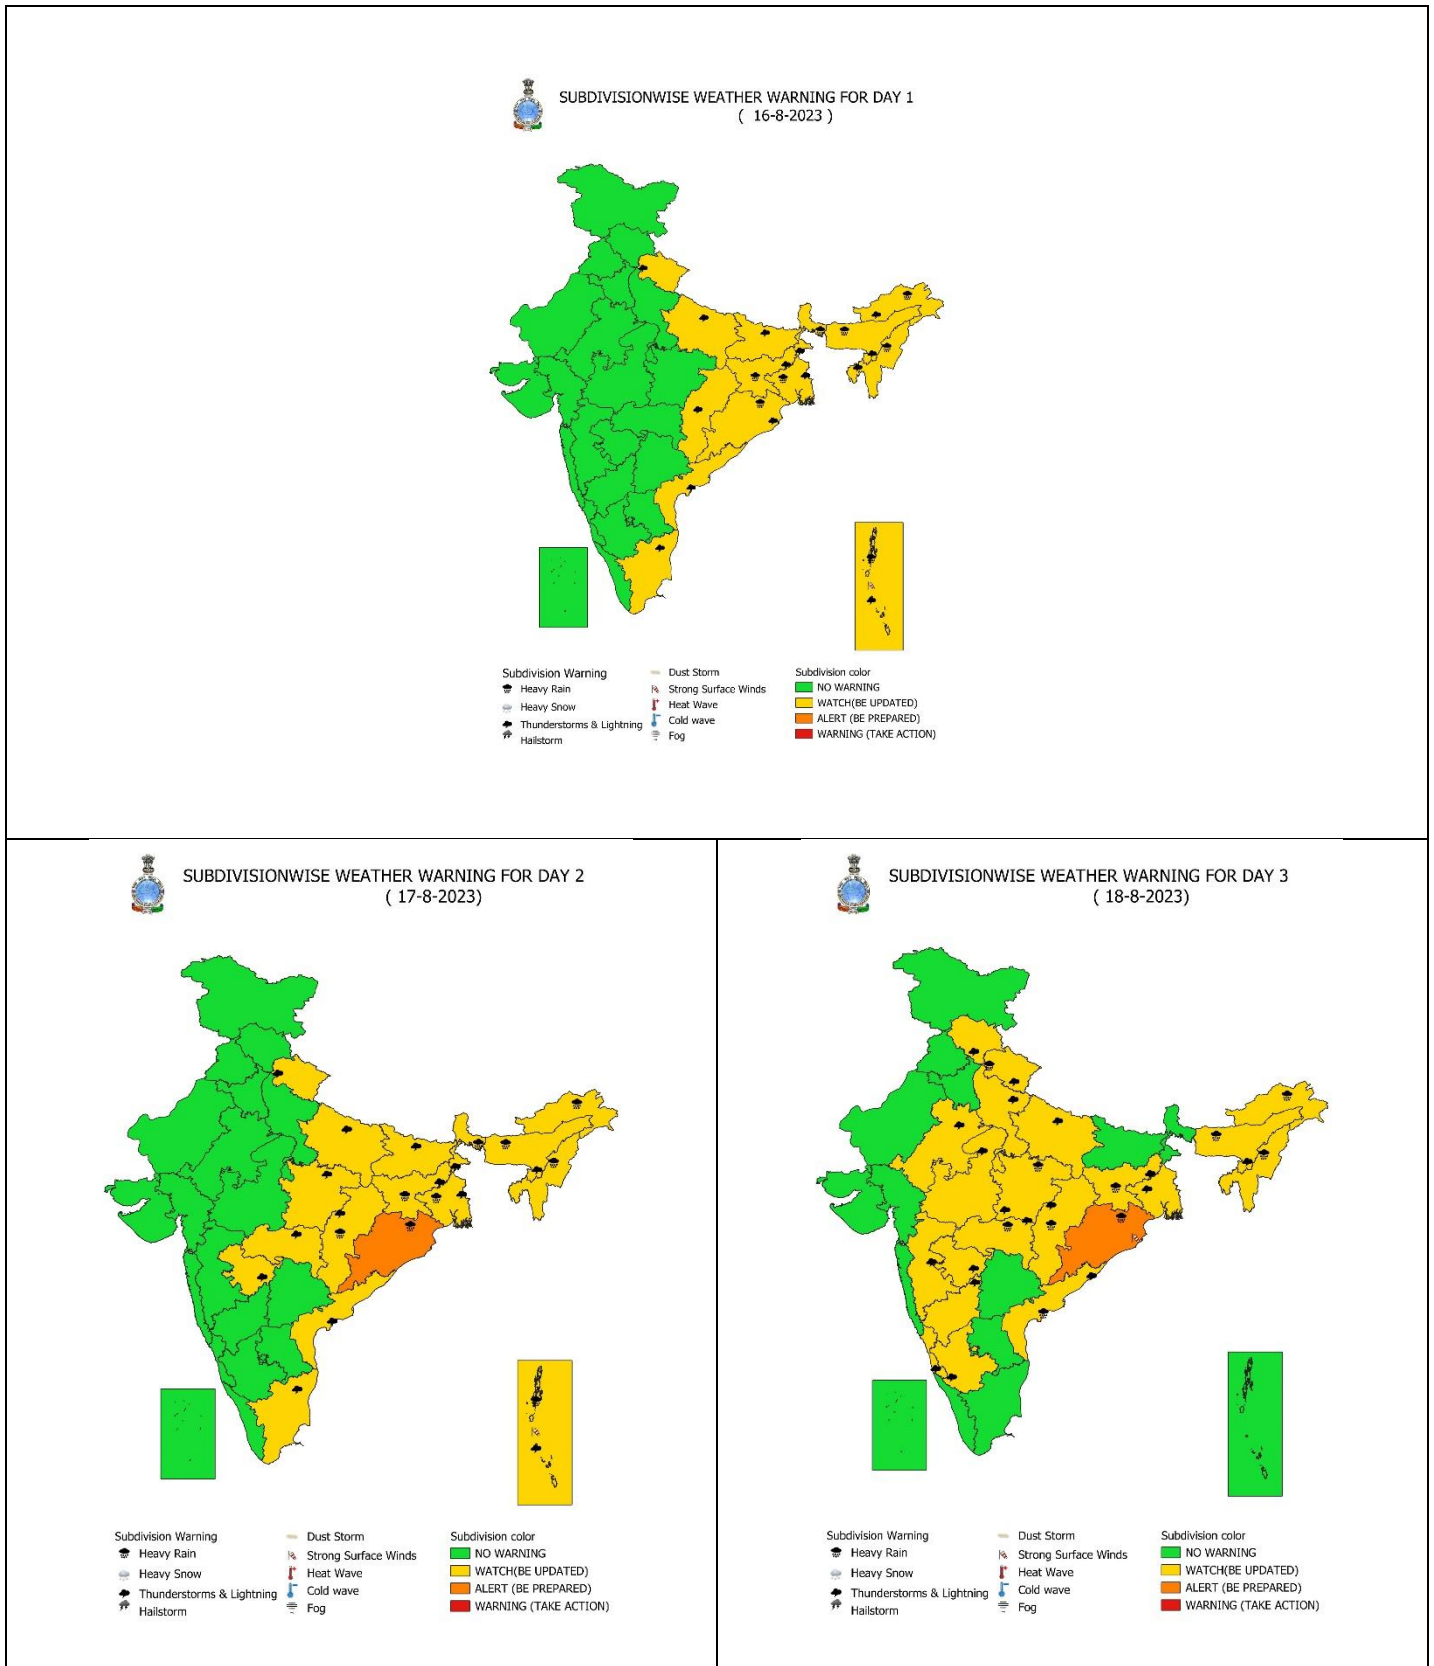 SUBDIVISIONWISE WEATHER WARNING FOR DAY 1
( 16-8-2023 )
Subdivision Warning
Heavy Rain
Heavy Snow
Thunderstorms & Lightning
Hailstorm
Dust Storm
Strong Surface Winds
Heat Wave
Cold wave
Fog
Subdivision color
NO WARNING
WATCH(BE UPDATED)
ALERT (BE PREPARED)
WARNING (TAKE ACTION)
SUBDIVISIONWISE WEATHER WARNING FOR DAY 2
( 17-8-2023)
Subdivision Warning
Heavy Rain
Heavy Snow
Thunderstorms & Lightning
Hailstorm
Dust Storm
Strong Surface Winds
Heat Wave
Cold wave
Fog
Subdivision color
NO WARNING
WATCH(BE UPDATED)
ALERT (BE PREPARED)
WARNING (TAKE ACTION)
SUBDIVISIONWISE WEATHER WARNING FOR DAY 3
( 18-8-2023)
Subdivision Warning
Heavy Rain
Heavy Snow
Thunderstorms & Lightning
Hailstorm
Dust Storm
Strong Surface Winds
Heat Wave
Cold wave
Fog
Subdivision color
NO WARNING
WATCH(BE UPDATED)
ALERT (BE PREPARED)
WARNING (TAKE ACTION)